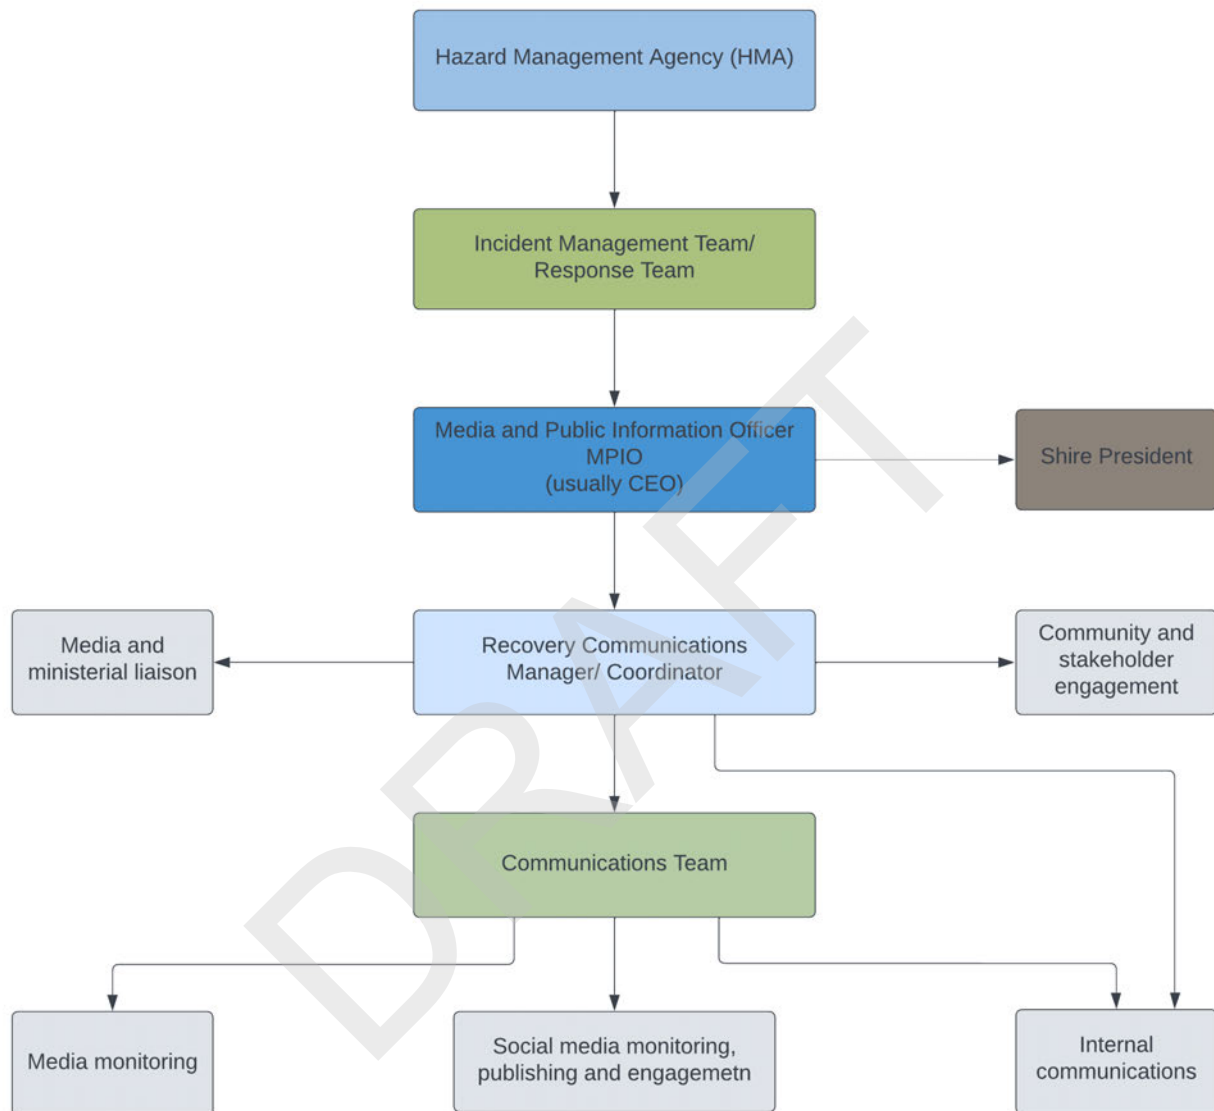 Hazard Management Agency (HMA)
Incident Management Team/
Response Team
Media and Public Information Officer
MPIO
(usually CEO)
Shire President
Media and
ministerial liaison
Recovery Communications
Manager/ Coordinator
Community and
stakeholder
engagement
Communications Team
Media monitoring
Social media monitoring,
publishing and engagemetn
Internal
communications
DRAFT